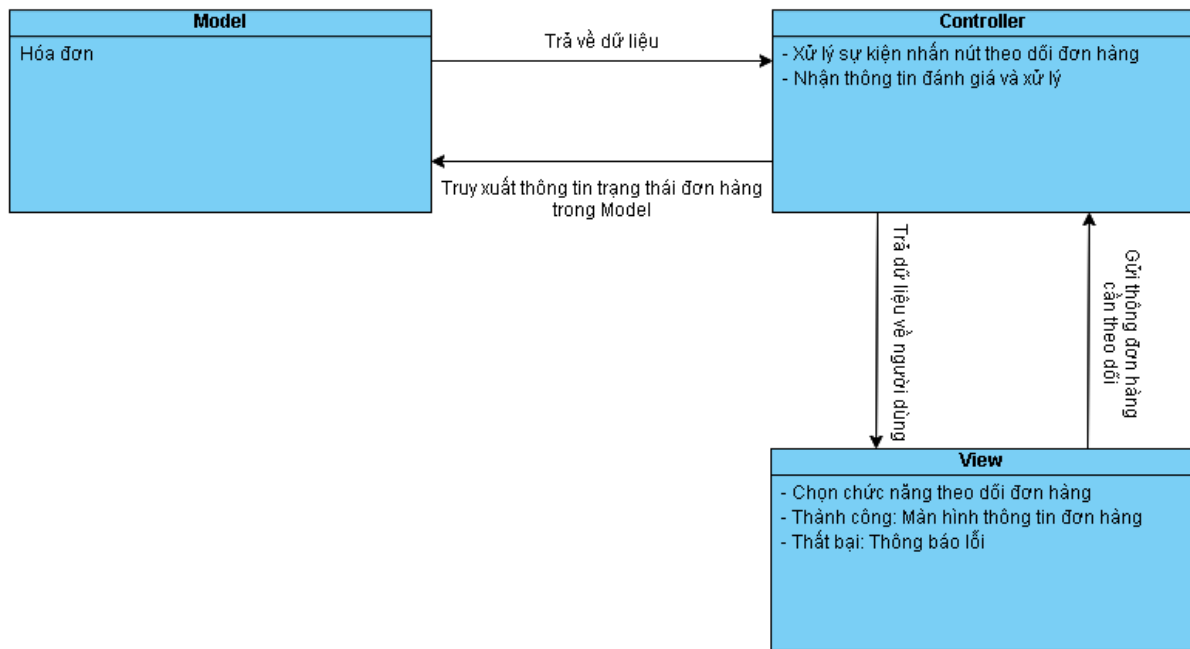 Model
Hóa đơn
Trả về dữ liệu
Controller
- Xử lý sự kiện nhấn nút theo dõi đơn hàng
- Nhận thông tin đánh giá và xử lý
Truy xuất thông tin trạng thái đơn hàng
trong Model
Trả dữ liệu về người dùng
Gửi thông đơn hàng
cần theo dõi
View
- Chọn chức năng theo dõi đơn hàng
- Thành công: Màn hình thông tin đơn hàng
- Thất bại: Thông báo lỗi